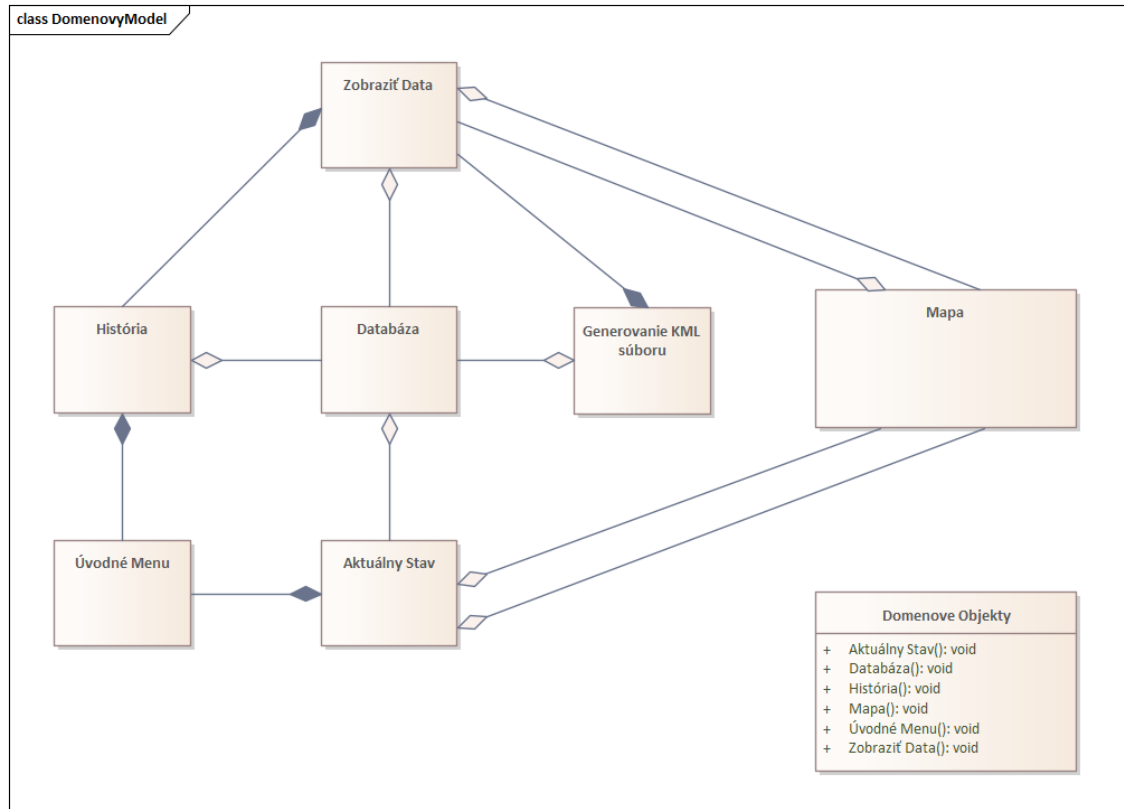 class DomenovyModel
Zobraziť Data
História
Databáza
Generovanie KML
súboru
Mapa
Úvodné Menu
Aktuálny Stav
Domenove Objekty
+ Aktuálny Stav(): void
+ Databáza(): void
+ História(): void
+ Mapa(): void
+ Úvodné Menu(): void
+ Zobraziť Data(): void